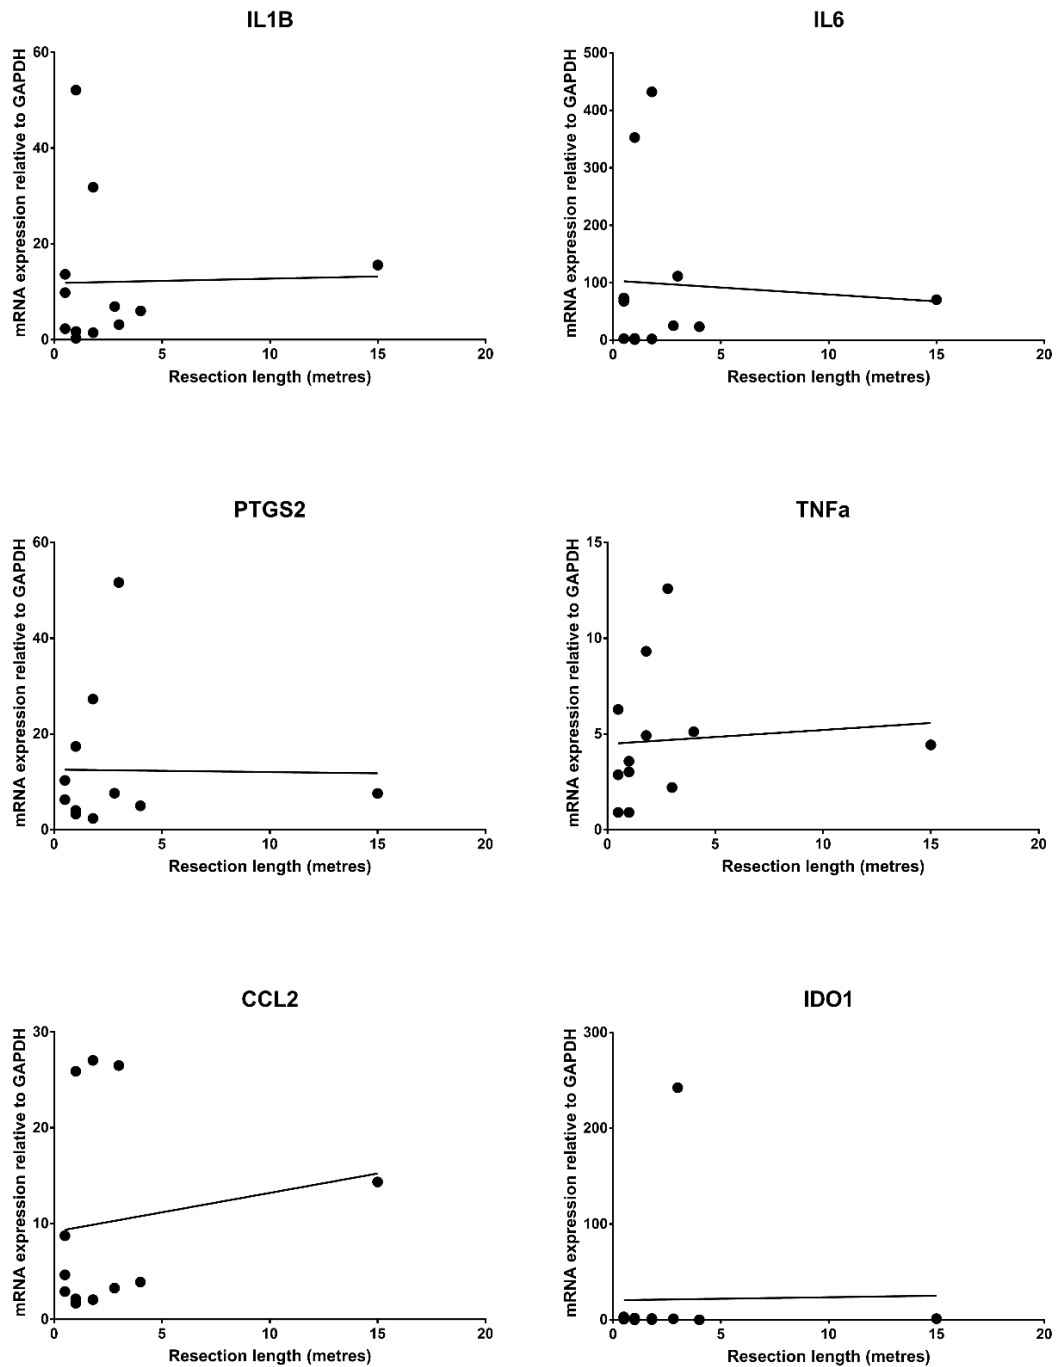 IL1B
mRNA expression relative to GAPDH
60
40
20
0
0 5 10 15 20
Resection length (metres)
IL6
mRNA expression relative to GAPDH
500
400
300
200
100
0
0 5 10 15 20
Resection length (metres)
PTGS2
mRNA expression relative to GAPDH
60
40
20
0
0 5 10 15 20
Resection length (metres)
TNFa
mRNA expression relative to GAPDH
15
10
5
0
0 5 10 15 20
Resection length (metres)
CCL2
mRNA expression relative to GAPDH
30
20
10
0
0 5 10 15 20
Resection length (metres)
IDO1
mRNA expression relative to GAPDH
300
200
100
0
0 5 10 15 20
Resection length (metres)